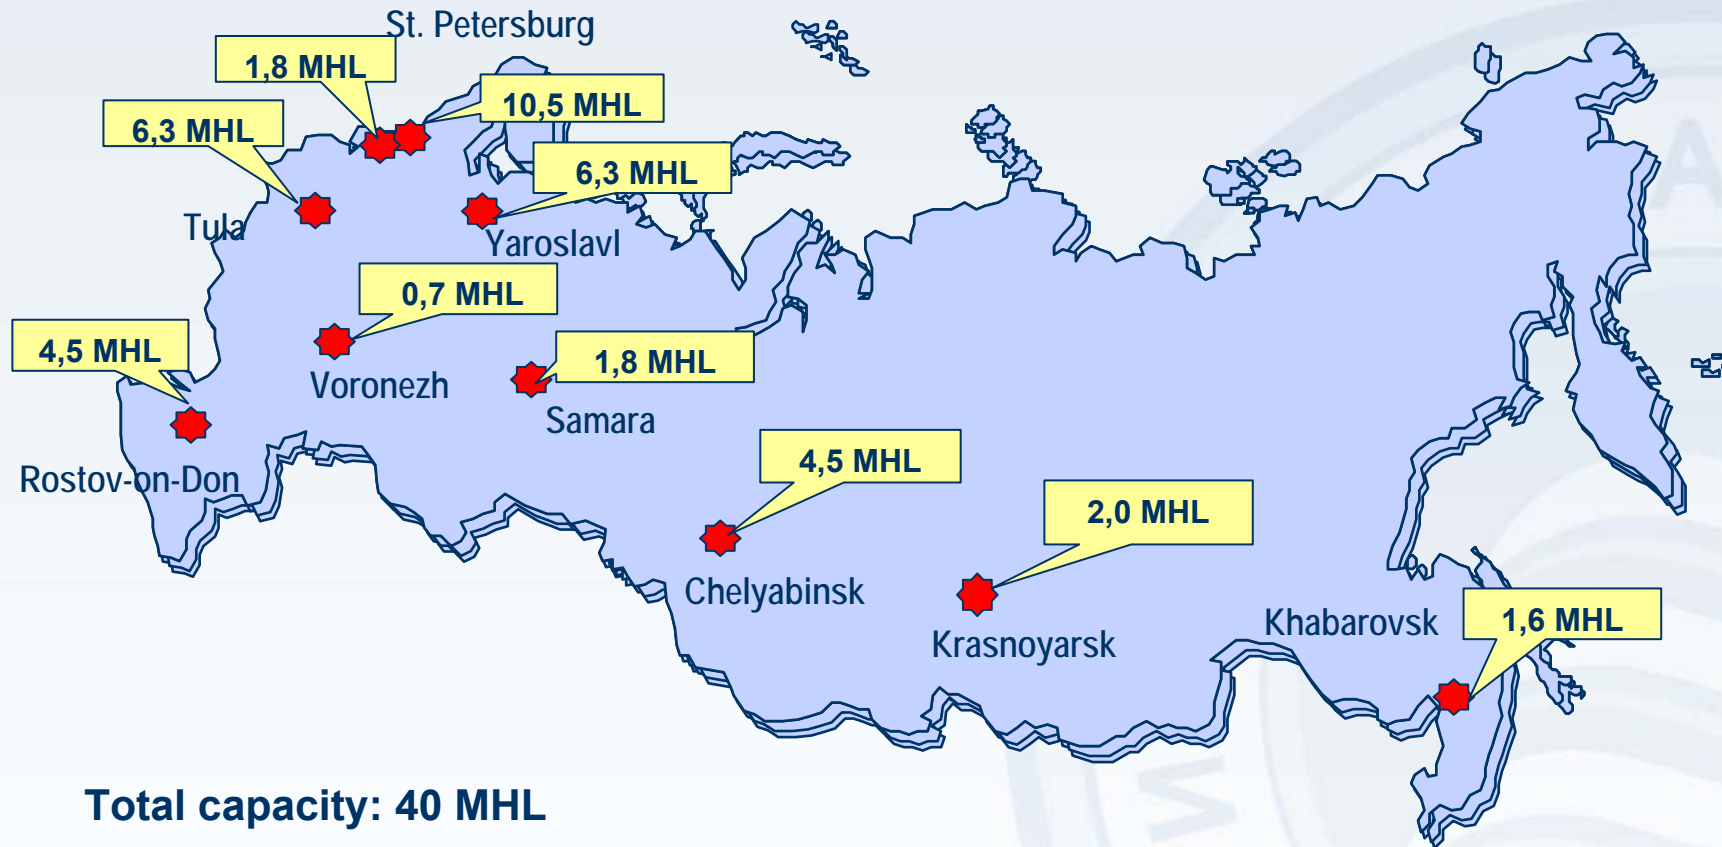 St. Petersburg
1,8 MHL
10,5 MHL
6,3 MHL
6,3 MHL
Tula
Yaroslavl
0,7 MHL
4,5 MHL
1,8 MHL
Voronezh
Samara
Rostov-on-Don
4,5 MHL
2,0 MHL
Chelyabinsk
Krasnoyarsk
Khabarovsk
1,6 MHL
Total capacity: 40 MHL